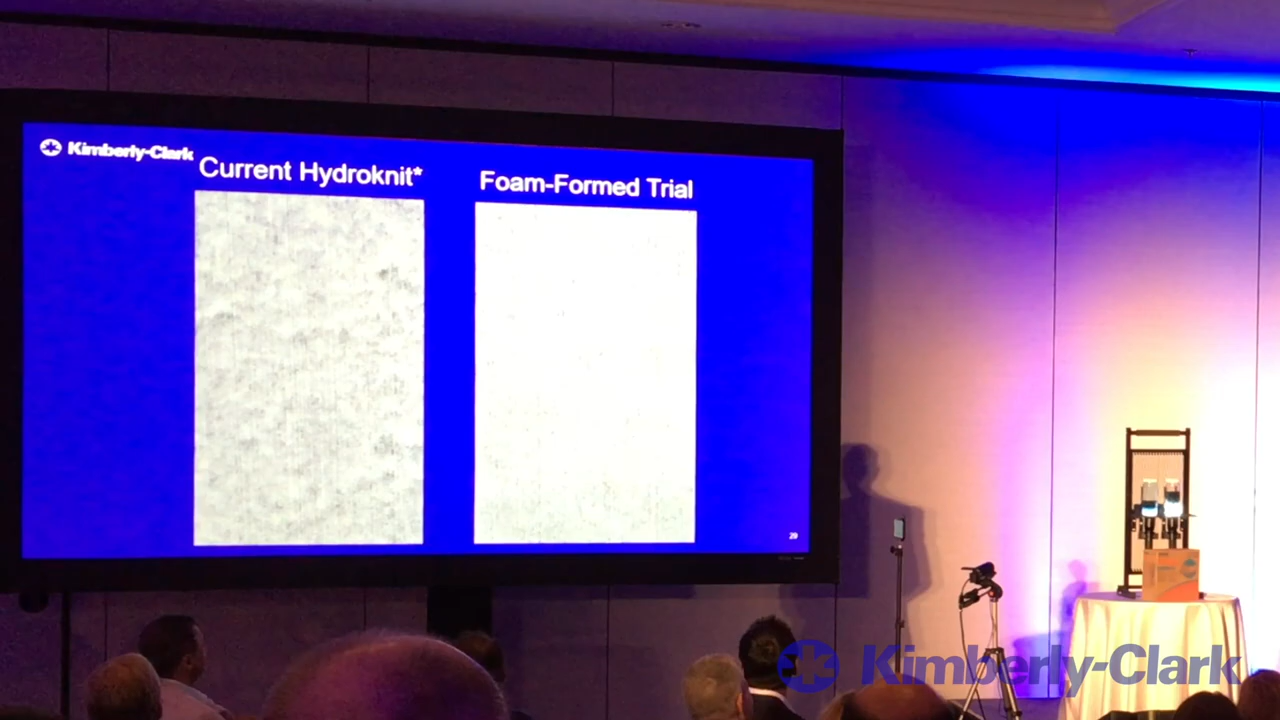 Kimberly-Clark
Current Hydroknit*
Foam-Formed Trial
29
Kimberly-Clark